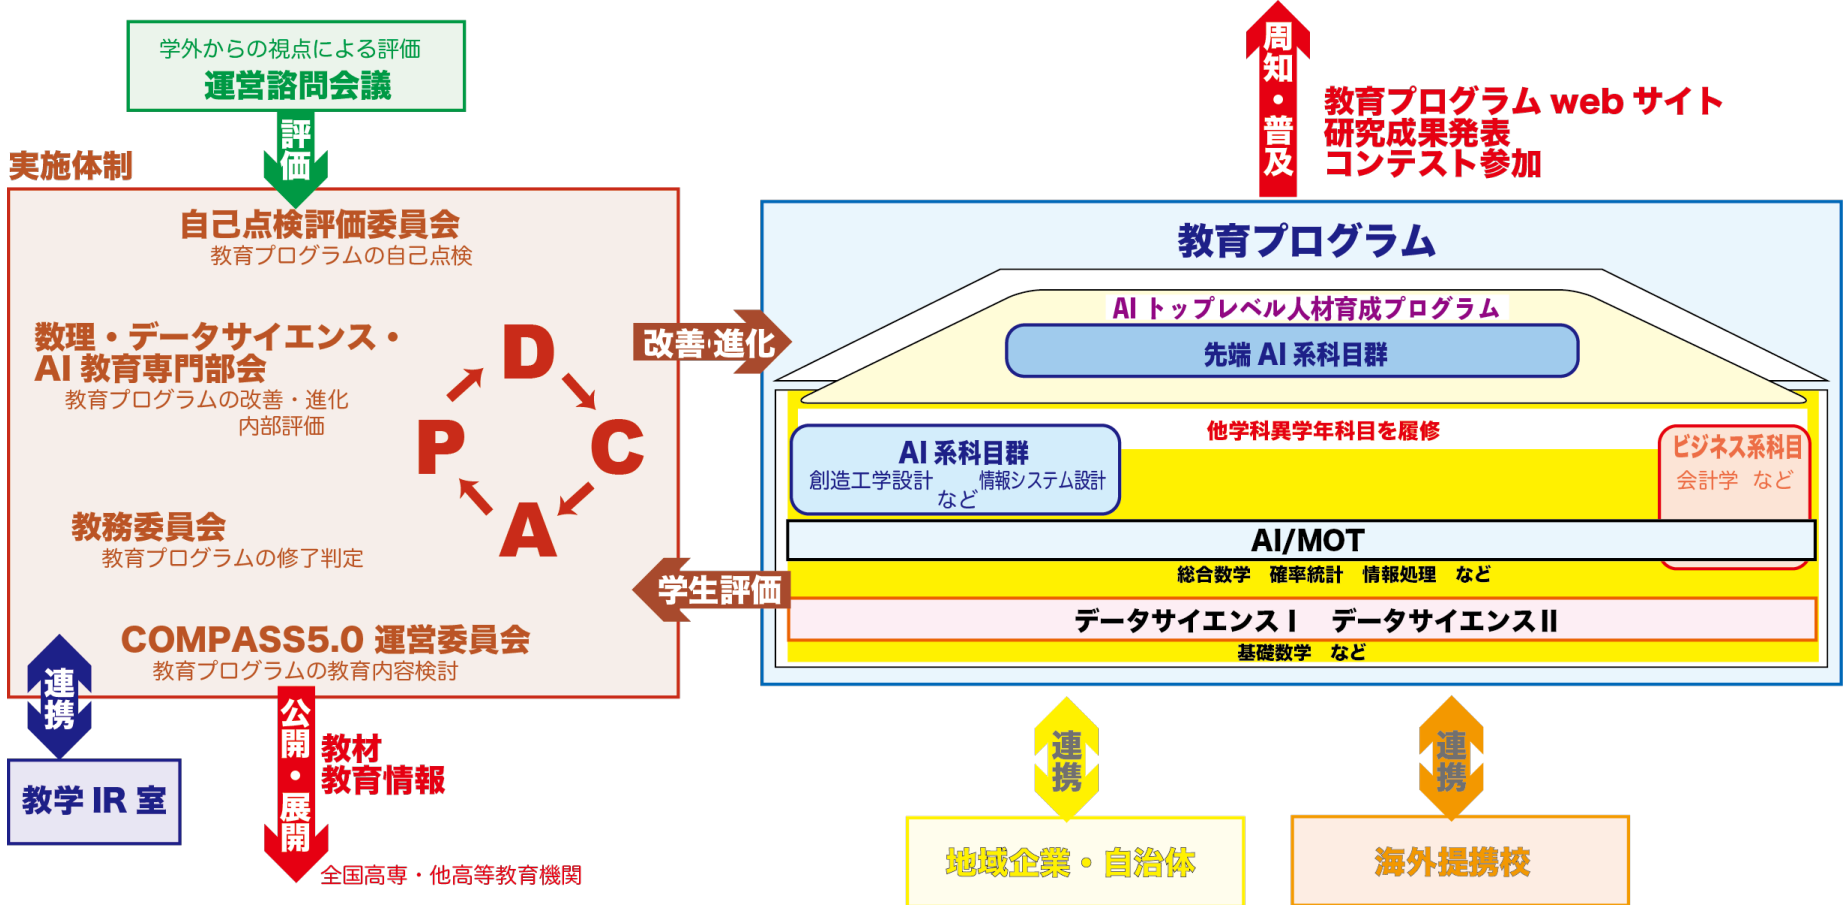 学外からの視点による評価
運営諮問会議
評価
実施体制
自己点検評価委員会
教育プログラムの自己点検
数理・データサイエンス・
AI 教育専門部会
教育プログラムの改善・進化
内部評価
D
P
C
A
教務委員会
教育プログラムの修了判定
COMPASS5.0 運営委員会
教育プログラムの教育内容検討
連携
教学 IR 室
公開・展開
教材
教育情報
全国高専・他高等教育機関
改善・進化
学生評価
周知・普及
教育プログラム web サイト
研究成果発表
コンテスト参加
教育プログラム
AI トップレベル人材育成プログラム
先端 AI 系科目群
他学科異学年科目を履修
AI 系科目群
創造工学設計 情報システム設計
など
ビジネス系科目
会計学 など
AI/MOT
総合数学 確率統計 情報処理 など
データサイエンス I データサイエンス II
基礎数学 など
連携
地域企業・自治体
連携
海外提携校